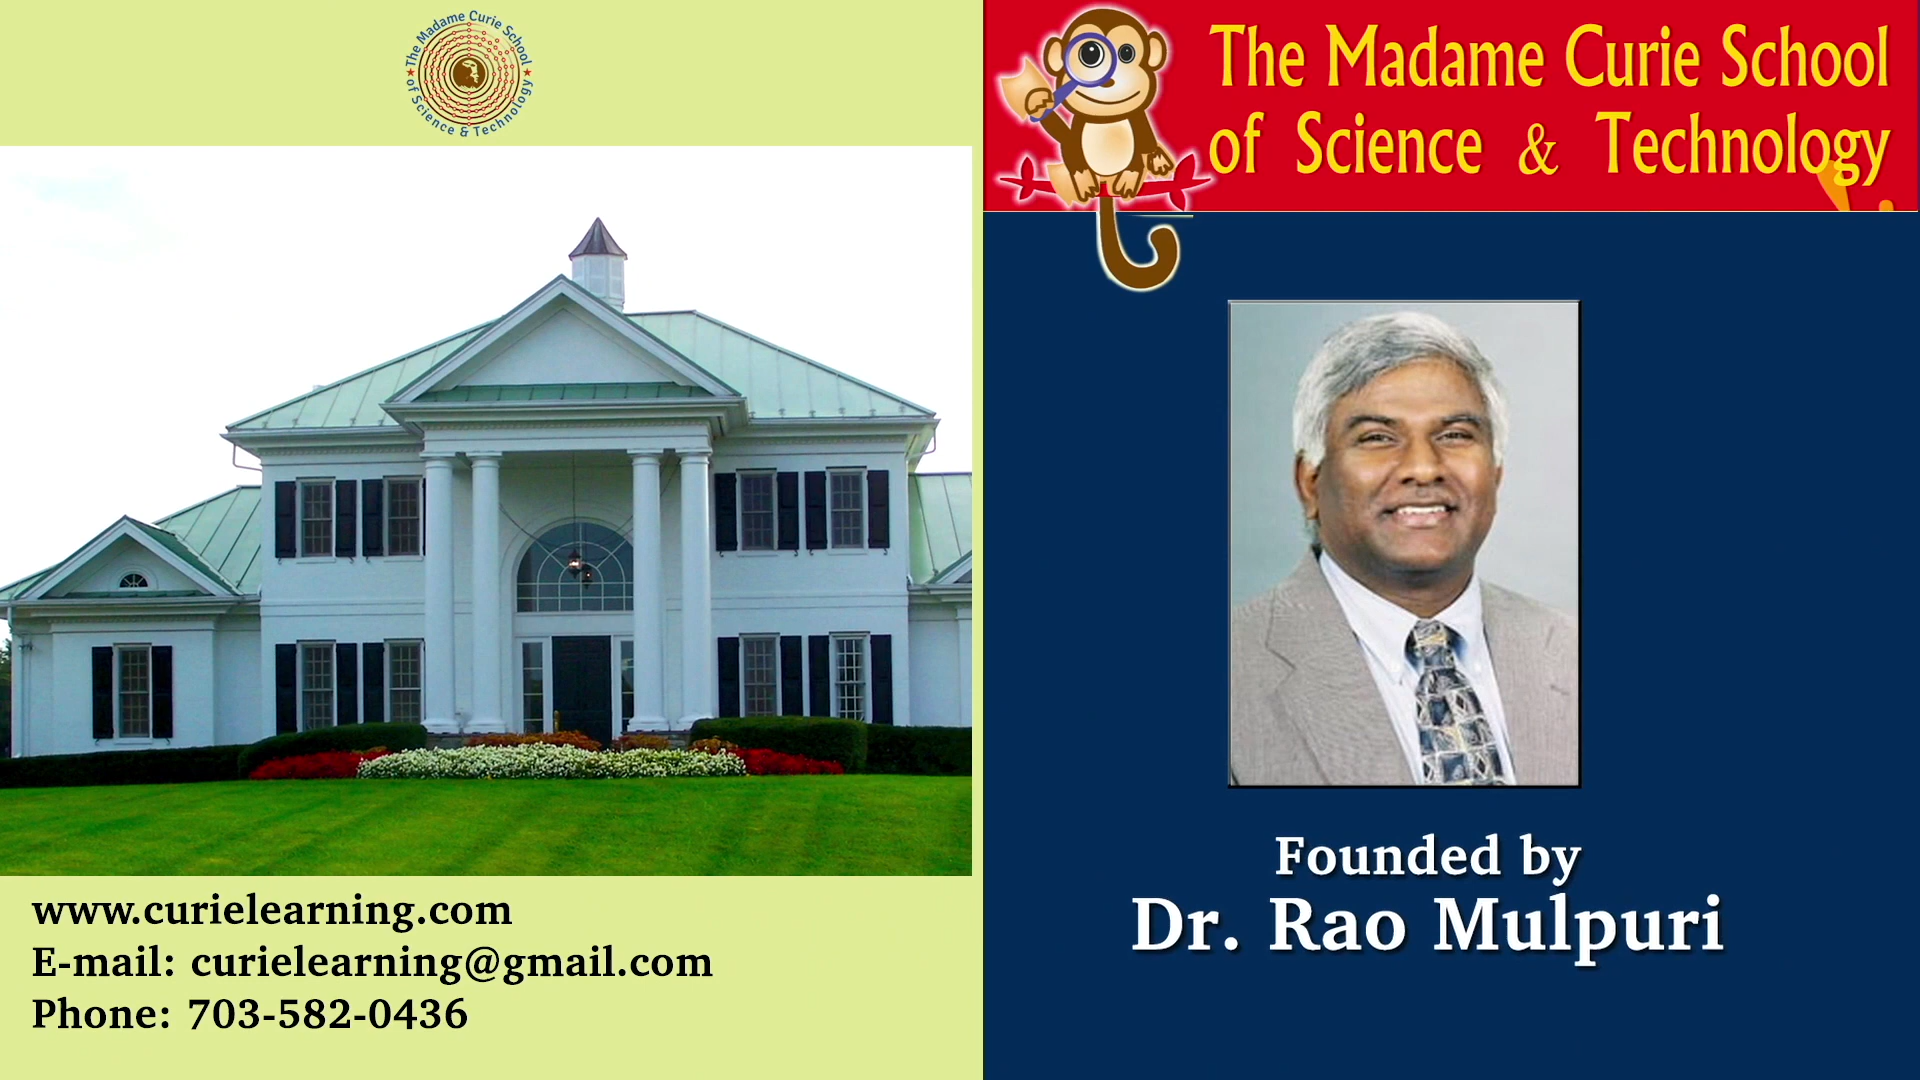 The Madame Curie School
of Science & Technology
www.curielearning.com
E-mail: curielearning@gmail.com
Phone: 703-582-0436
The Madame Curie School
of Science & Technology
Founded by
Dr. Rao Mulpuri